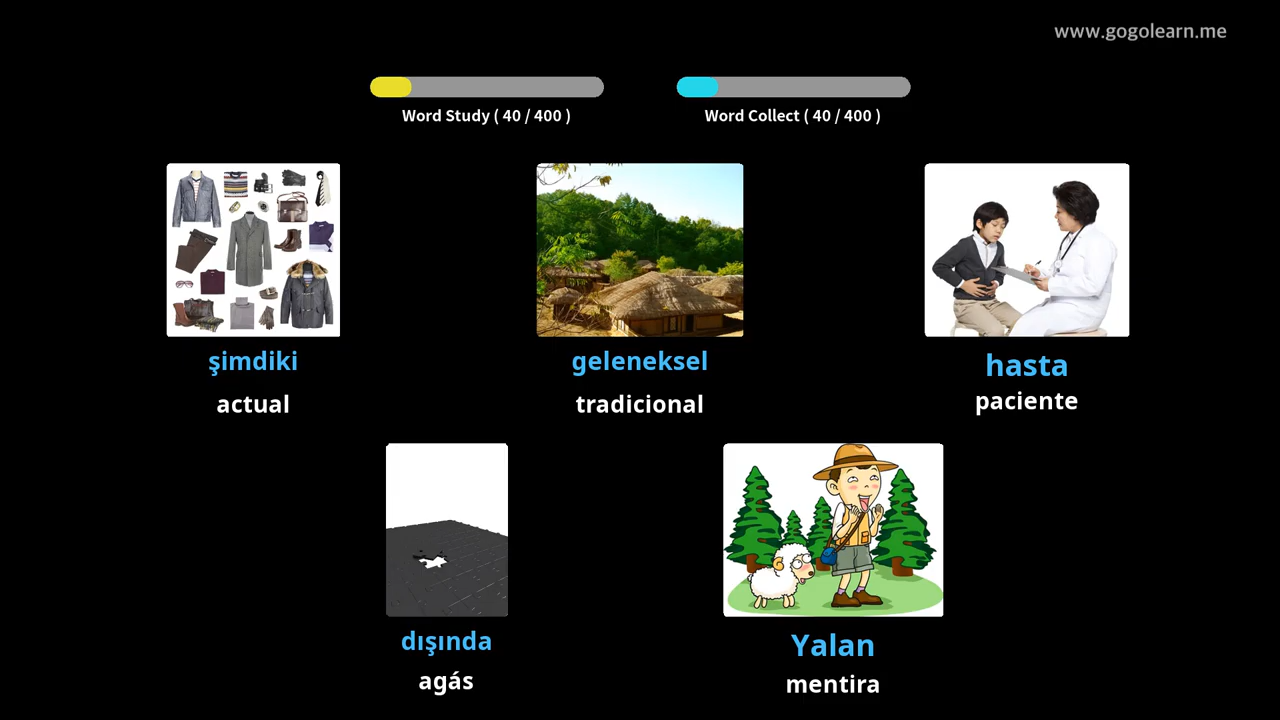 www.gogolearn.me
Word Study ( 40 / 400 )
Word Collect ( 40 / 400 )
şimdiki
actual
geleneksel
tradicional
hasta
paciente
dışında
agás
Yalan
mentira